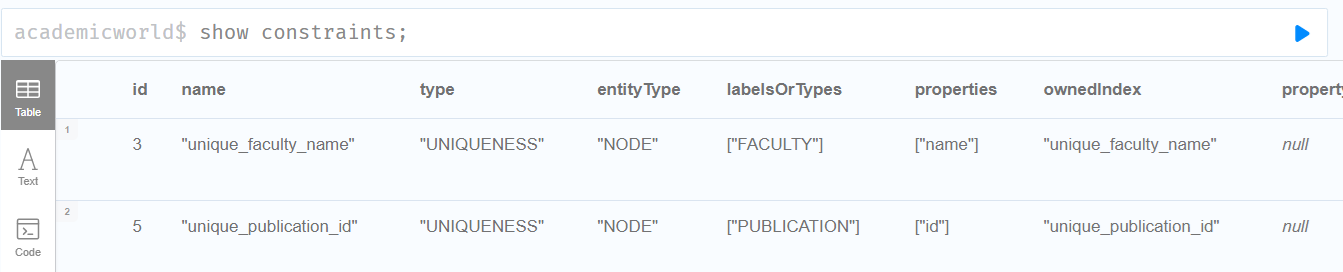 academicworld$ show constraints;
Table
Text
Code
id name type entityType labelsOrTypes properties ownedIndex property
1
3 "unique_faculty_name" "UNIQUENESS" "NODE" ["FACULTY"] ["name"] "unique_faculty_name" null
2
5 "unique_publication_id" "UNIQUENESS" "NODE" ["PUBLICATION"] ["id"] "unique_publication_id" null